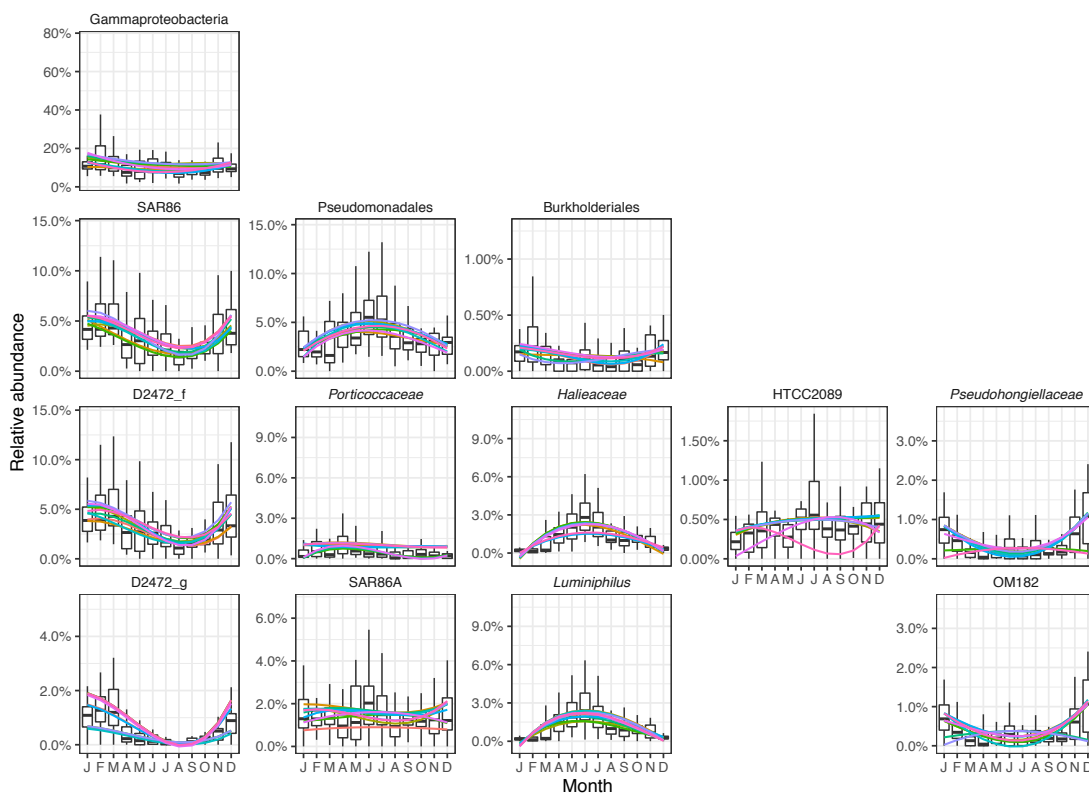 Gammaproteobacteria
80%
60%
40%
20%
0%
SAR86
15.0%
10.0%
5.0%
0.0%
Pseudomonadales
15.0%
10.0%
5.0%
0.0%
Burkholderiales
1.00%
0.00%
Relative abundance
D2472_f
15.0%
10.0%
5.0%
0.0%
Porticoccaceae
9.0%
6.0%
3.0%
0.0%
Halieaceae
9.0%
6.0%
3.0%
0.0%
HTCC2089
1.50%
1.00%
0.50%
0.00%
J F M A M J J A S O N D
Pseudohongiellaceae
3.0%
2.0%
1.0%
0.0%
D2472_g
4.0%
2.0%
0.0%
J F M A M J J A S O N D
SAR86A
6.0%
4.0%
2.0%
0.0%
J F M A M J J A S O N D
Luminiphilus
9.0%
6.0%
3.0%
0.0%
J F M A M J J A S O N D
OM182
3.0%
2.0%
1.0%
0.0%
J F M A M J J A S O N D
Month